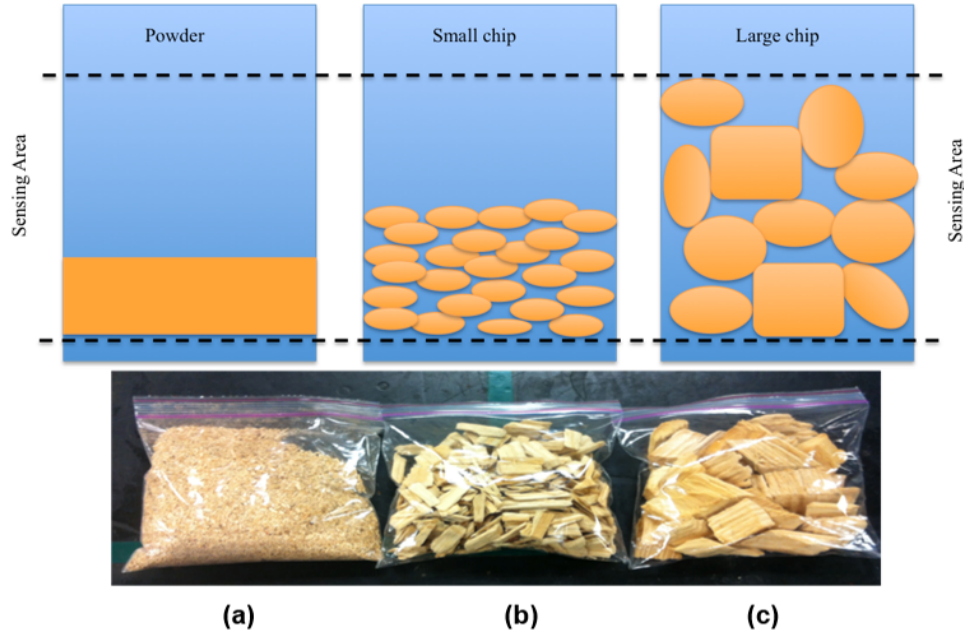 Powder
Small chip
Large chip
Sensing Area
Sensing Area
(a)
(b)
(c)